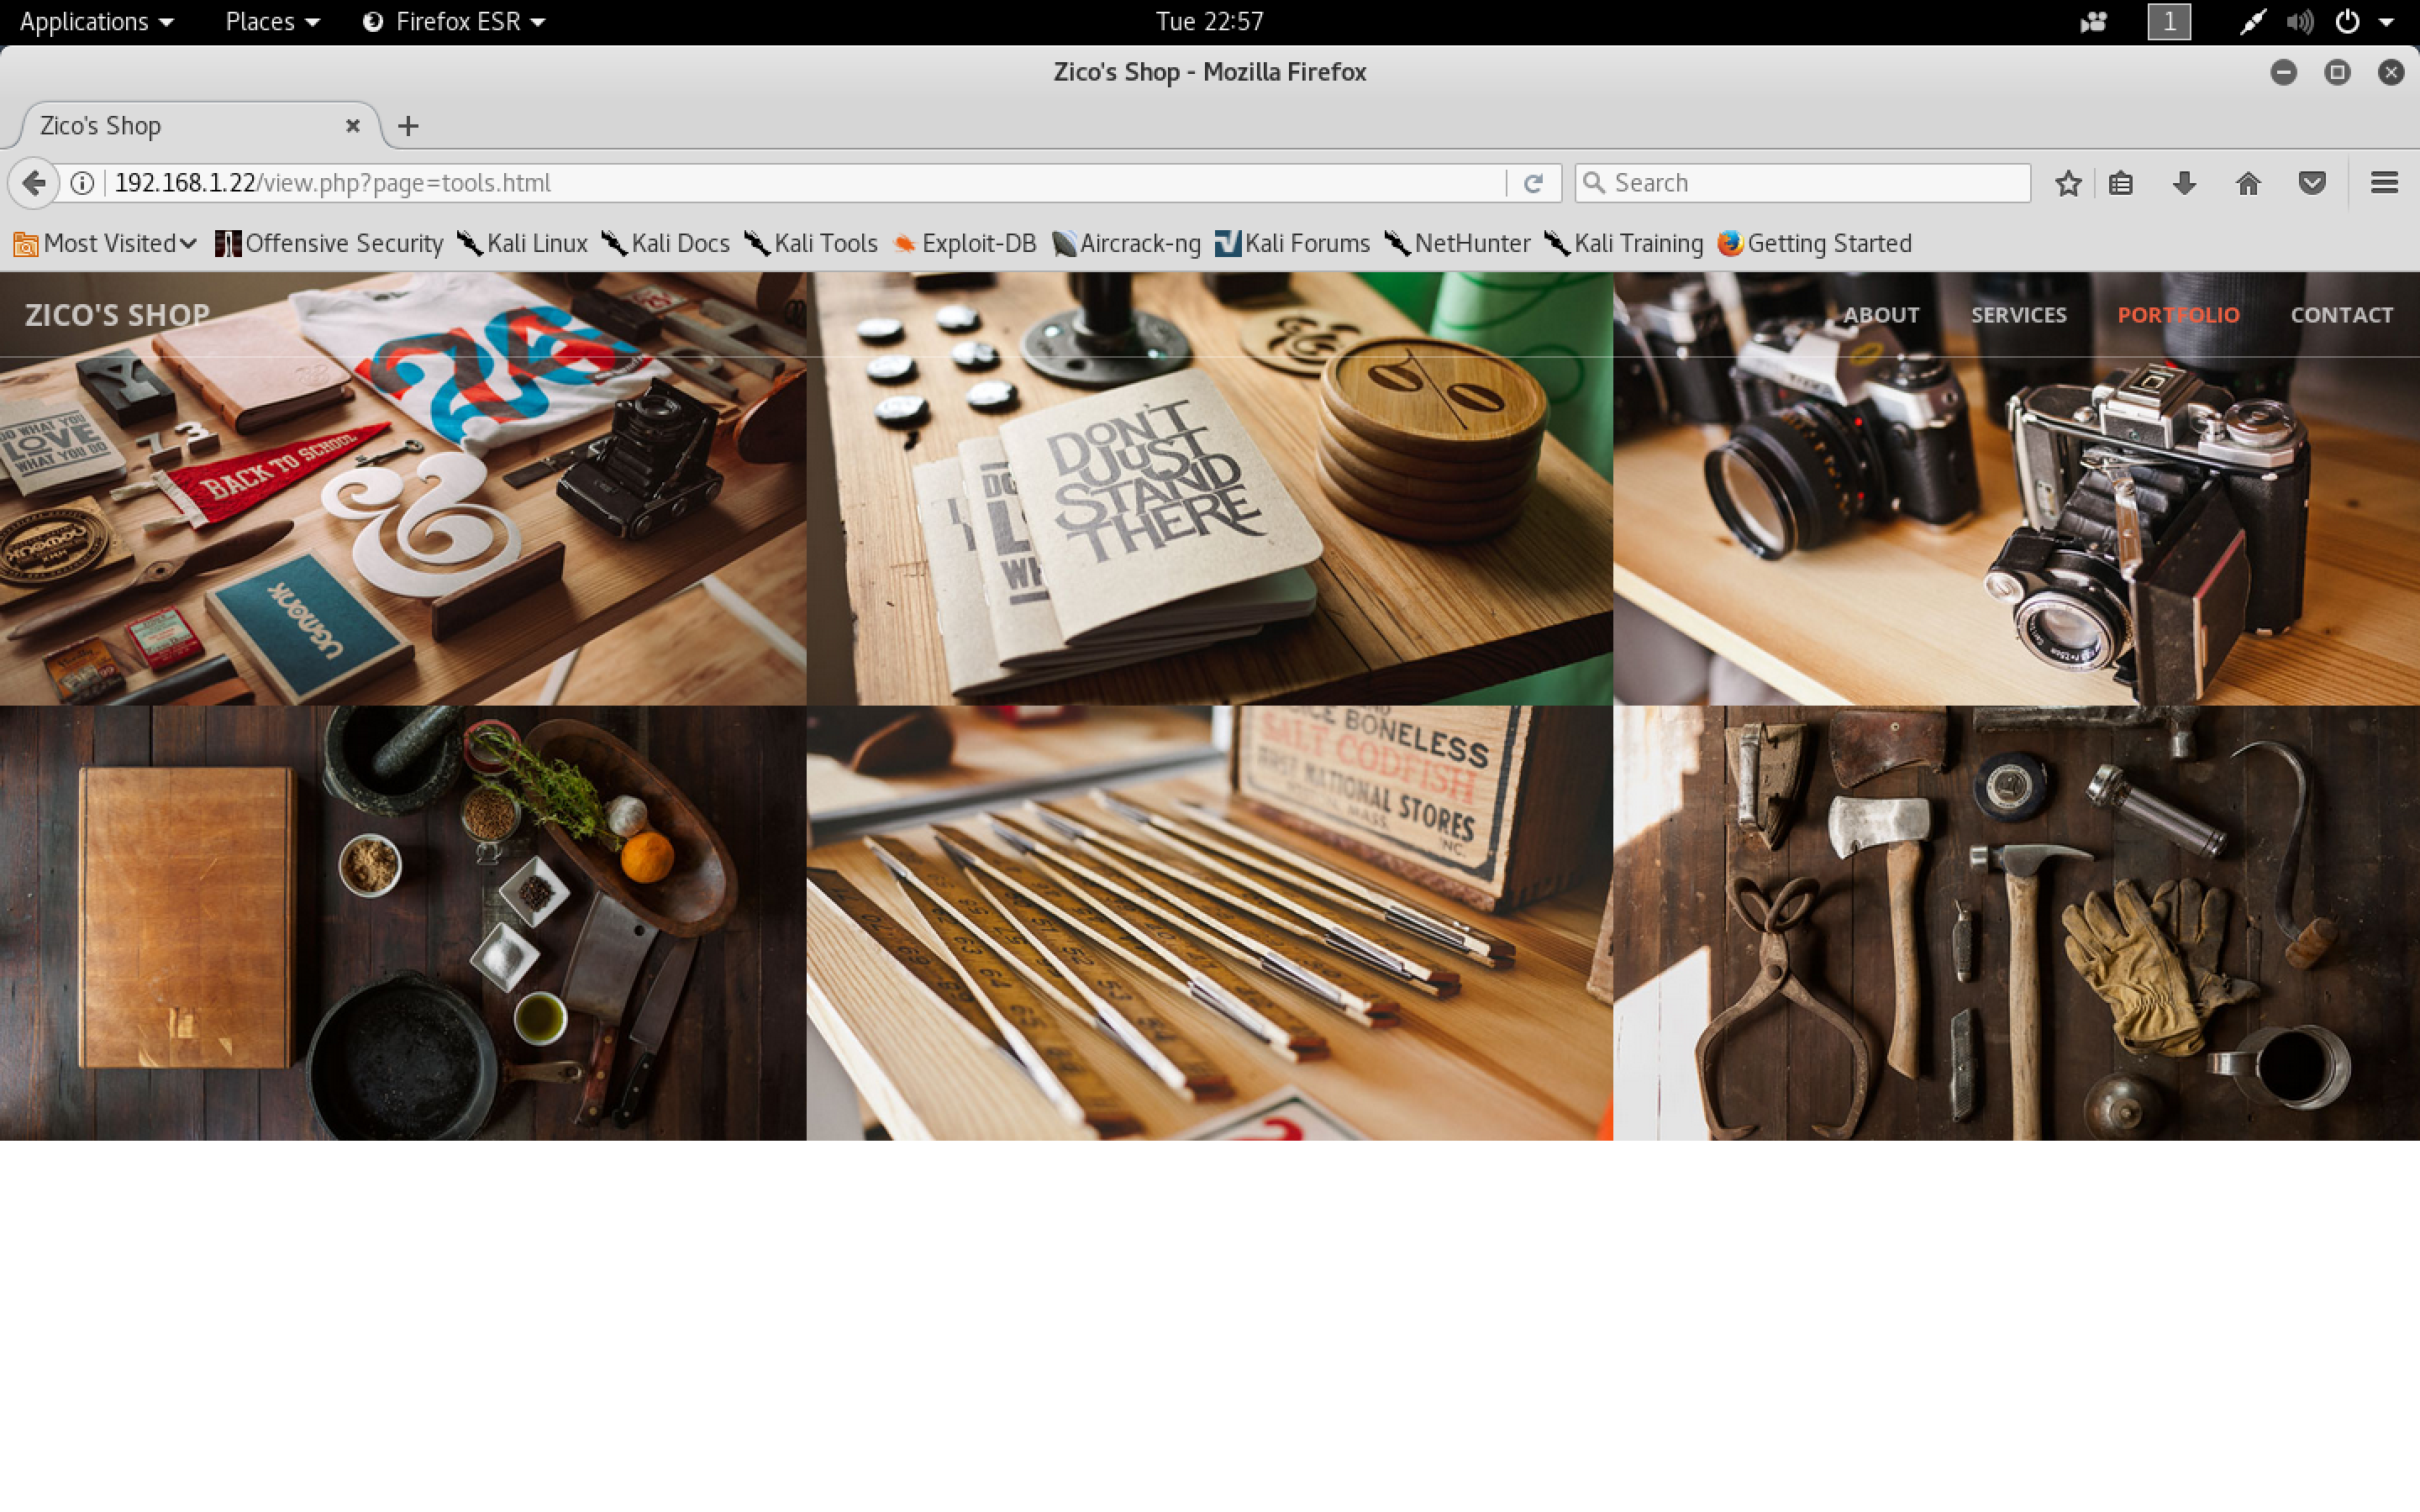 Applications Places Firefox ESR Tue 22:57 1
Zico's Shop - Mozilla Firefox
Zico's Shop
192.168.1.22/view.php?page=tools.html Search
Most Visited Offensive Security Kali Linux Kali Docs Kali Tools Exploit-DB Aircrack-ng Kali Forums NetHunter Kali Training Getting Started
ZICO'S SHOP ABOUT SERVICES PORTFOLIO CONTACT
DO WHAT YOU
LOVE
WHAT YOU DO
BACK TO SCHOOL
UGMONK
DON'T
JUST
STAND
THERE
BONELESS
SALT CODFISH
FIRST NATIONAL STORES
MASS.
INC.